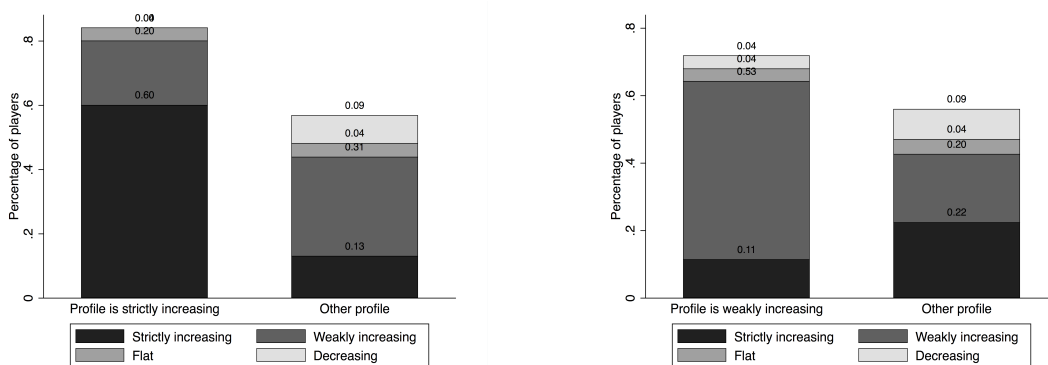 0.20
0.60
0.09
0.04
0.31
0.13
Percentage of players
.8
.6
.4
.2
0
Profile is strictly increasing
Other profile
Strictly increasing
Weakly increasing
Flat
Decreasing
0.04
0.04
0.53
0.11
0.09
0.04
0.20
0.22
Percentage of players
.8
.6
.4
.2
0
Profile is weakly increasing
Other profile
Strictly increasing
Weakly increasing
Flat
Decreasing